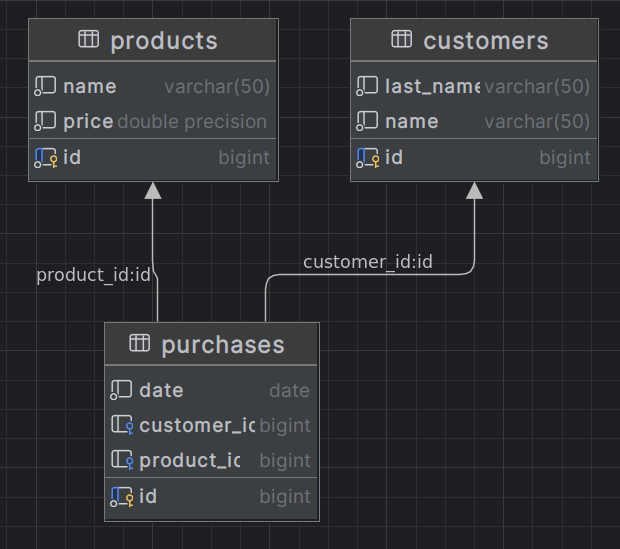 products
name varchar(50)
price double precision
id bigint
customers
last_name varchar(50)
name varchar(50)
id bigint
product_id:id
customer_id:id
purchases
date date
customer_ic bigint
product_ic bigint
id bigint